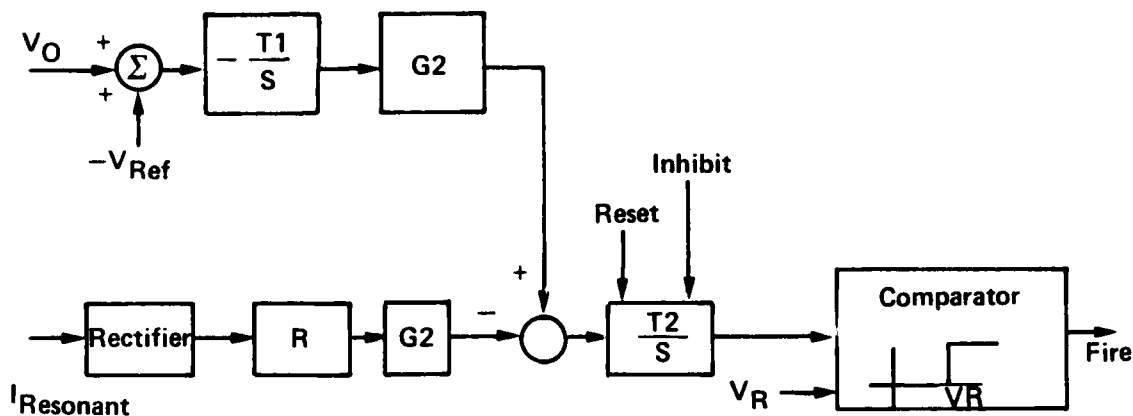 V_O
+
+
Σ
−V_Ref
− T1
S
G2
+
Inhibit
Reset
I_Resonant
Rectifier
R
G2
−
T2
S
V_R
Comparator
VR
Fire